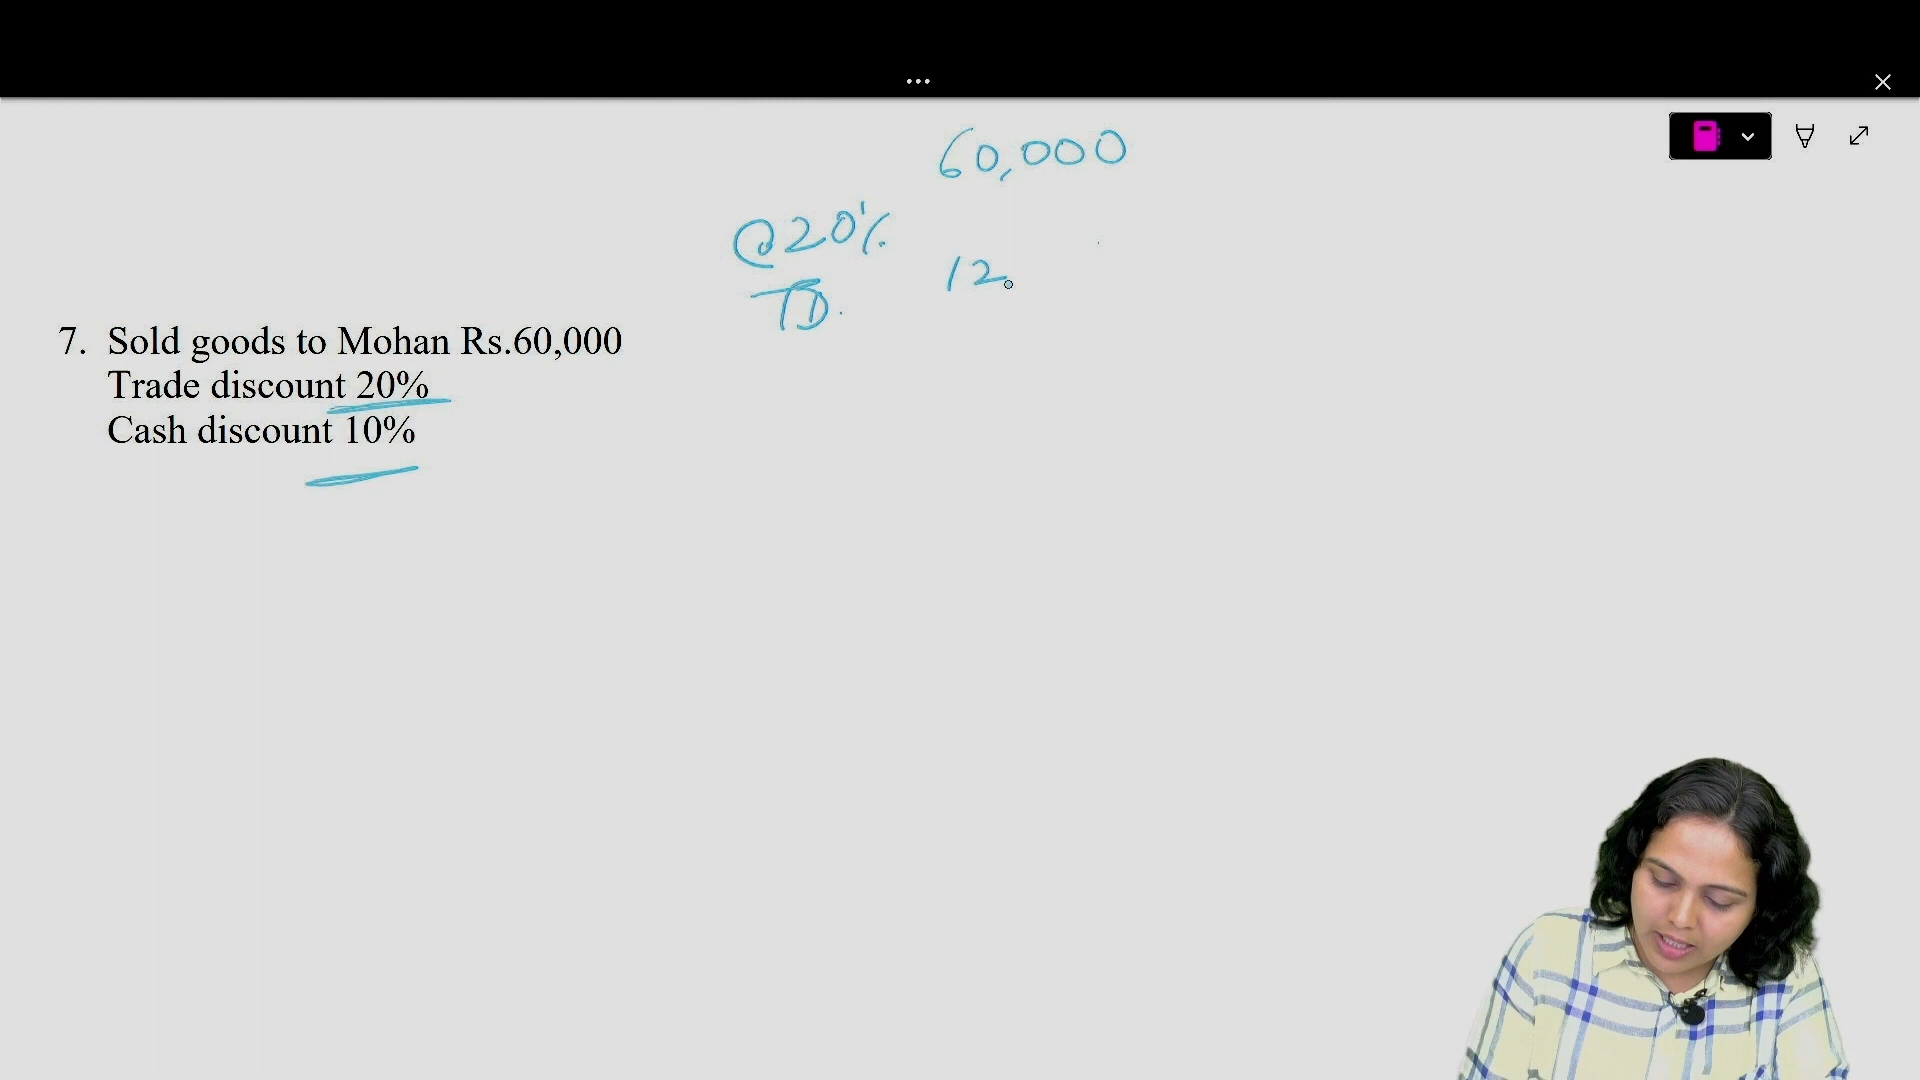 60,000
@20%
TD.
12
7. Sold goods to Mohan Rs.60,000
Trade discount 20%
Cash discount 10%